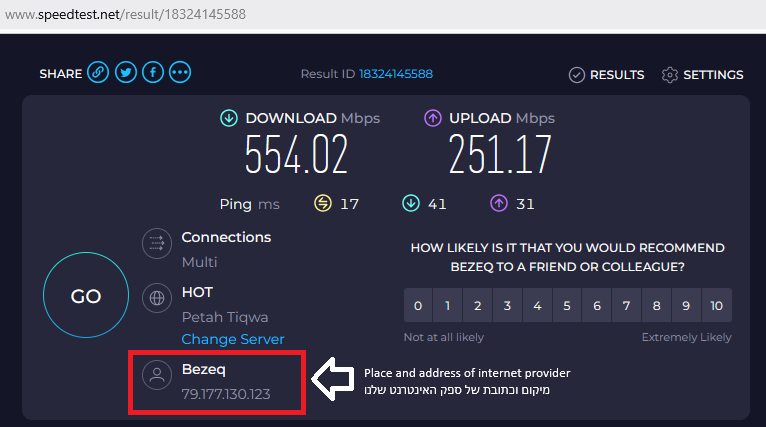 www.speedtest.net/result/18324145588
SHARE
Result ID 18324145588
RESULTS
SETTINGS
DOWNLOAD Mbps
554.02
UPLOAD Mbps
251.17
Ping ms
17
41
31
GO
Connections
Multi
HOT
Petah Tiqwa
Change Server
Bezeq
79.177.130.123
HOW LIKELY IS IT THAT YOU WOULD RECOMMEND
BEZEQ TO A FRIEND OR COLLEAGUE?
0 1 2 3 4 5 6 7 8 9 10
Not at all likely
Extremely Likely
Place and address of internet provider
מיקום וכתובת של ספק האינטרנט שלנו